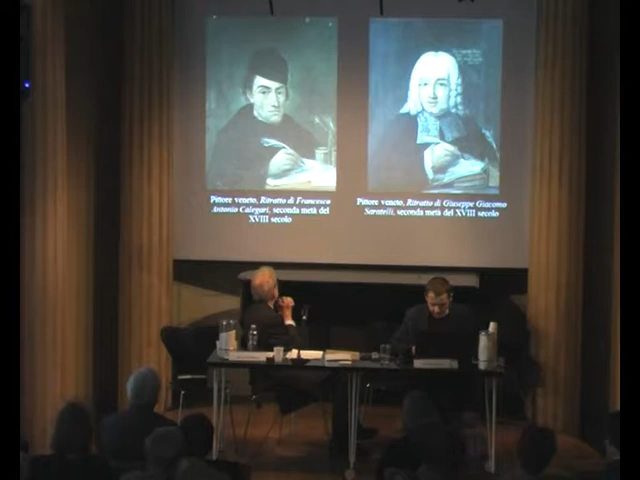 Pittore veneto, Ritratto di Francesco
Antonio Calegari, seconda metà del
XVIII secolo
Pittore veneto, Ritratto di Giuseppe Giacomo
Saratelli, seconda metà del XVIII secolo